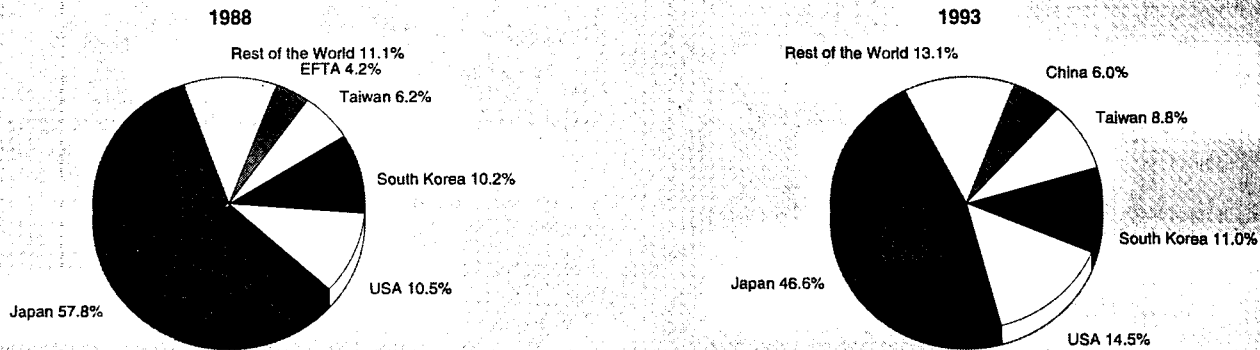 1988
Rest of the World 11.1%
EFTA 4.2%
Taiwan 6.2%
South Korea 10.2%
USA 10.5%
Japan 57.8%
1993
Rest of the World 13.1%
China 6.0%
Taiwan 8.8%
South Korea 11.0%
USA 14.5%
Japan 46.6%